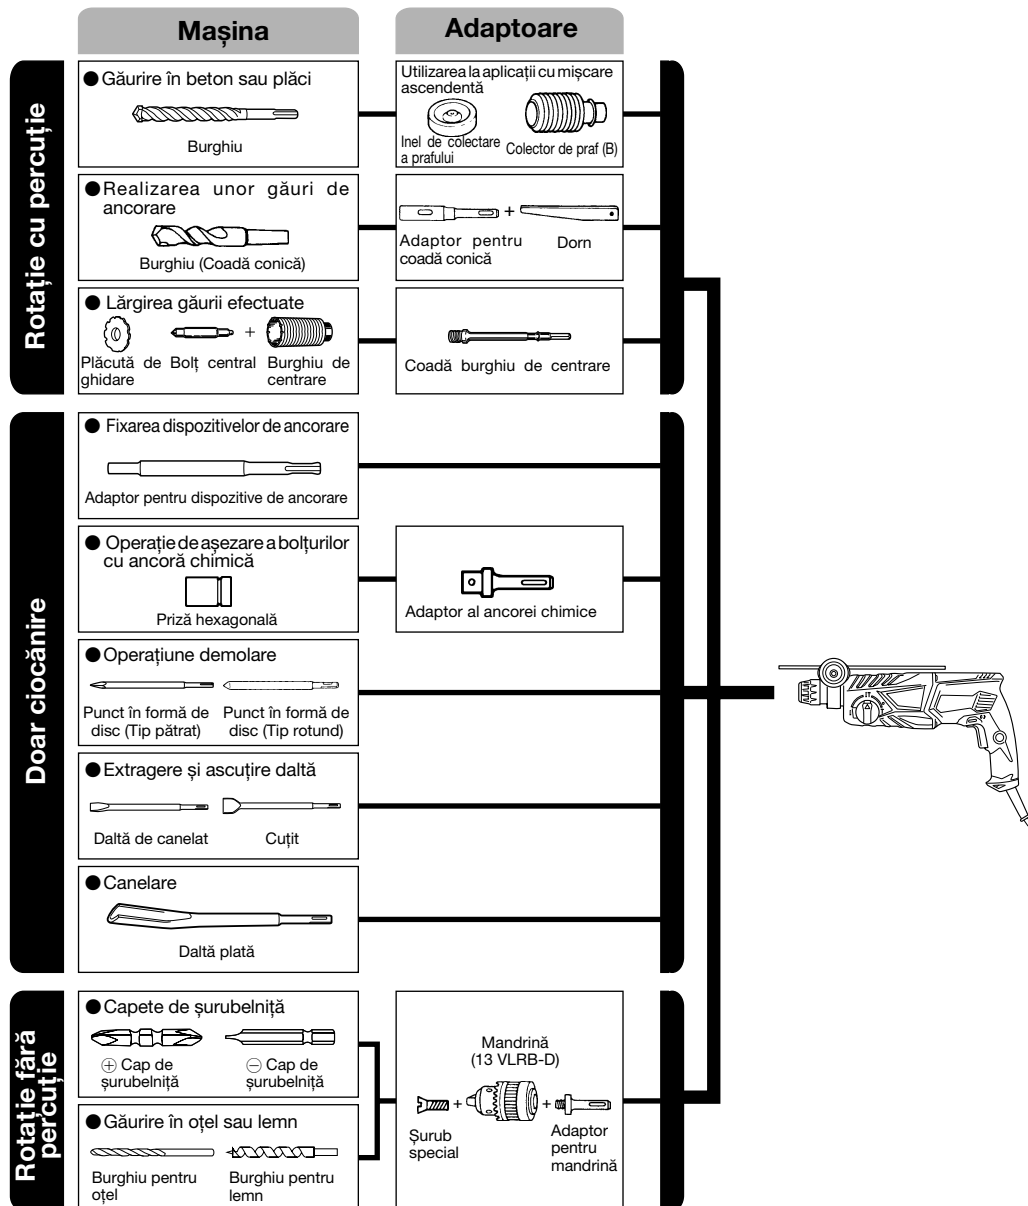 Mașina
Adaptoare
Rotație cu percuție
● Găurire în beton sau plăci
Burghiu
Utilizarea la aplicații cu mișcare
ascendentă
Inel de colectare
a prafului
Colector de praf (B)
● Realizarea unor găuri de
ancorare
Burghiu (Coadă conică)
+
Adaptor pentru
coadă conică
Dorn
● Lărgirea găurii efectuate
+
Plăcută de
ghidare
Bolț central
Burghiu de
centrare
Coadă burghiu de centrare
Doar ciocănire
● Fixarea dispozitivelor de ancorare
Adaptor pentru dispozitive de ancorare
● Operație de așezare a bolțurilor
cu ancoră chimică
Priză hexagonală
Adaptor al ancorei chimice
● Operațiune demolare
Punct în formă de
disc (Tip pătrat)
Punct în formă de
disc (Tip rotund)
● Extragere și ascuțire daltă
Daltă de canelat
Cuțit
● Canelare
Daltă plată
Rotație fără
percuție
● Capete de șurubelniță
⊕ Cap de
șurubelniță
⊖ Cap de
șurubelniță
● Găurire în oțel sau lemn
Burghiu pentru
oțel
Burghiu pentru
lemn
Mandrină
(13 VLRB-D)
+ +
Șurub
special
Adaptor
pentru
mandrină